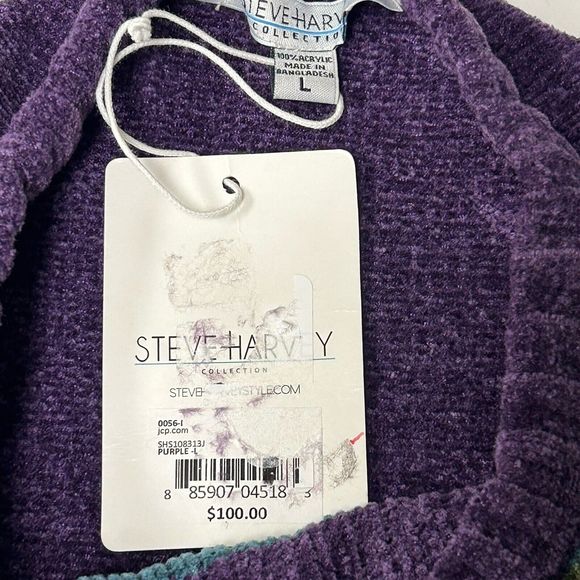 STEVE HARVEY
COLLECTION
100% ACRYLIC
MADE IN
BANGLADESH
L
STEVE HARVEY
COLLECTION
0056-I
jcp.com
SHS108313J
PURPLE -L
8 85907 04518 3
$100.00